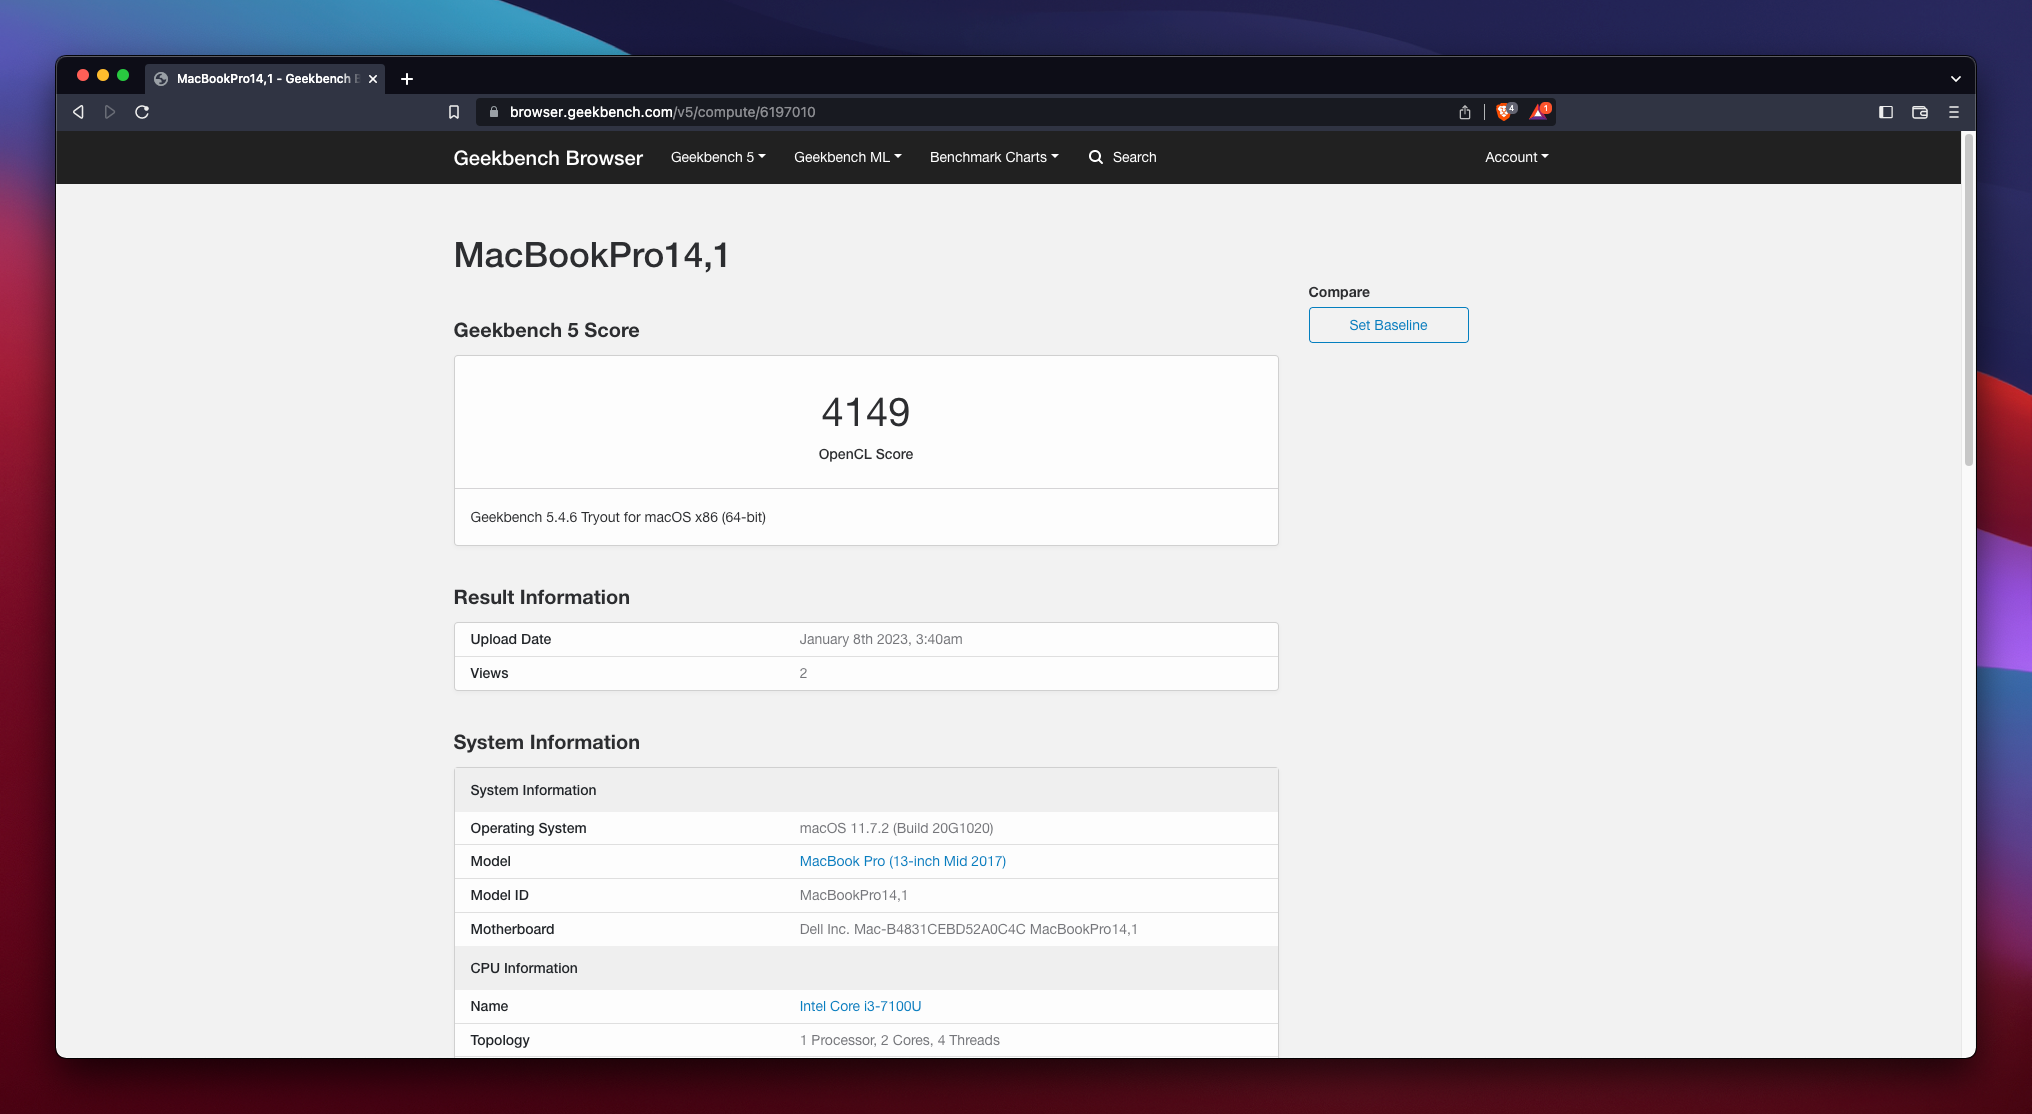 MacBookPro14,1 - Geekbench
browser.geekbench.com/v5/compute/6197010
4
1
Geekbench Browser
Geekbench 5
Geekbench ML
Benchmark Charts
Search
Account
MacBookPro14,1
Compare
Set Baseline
Geekbench 5 Score
4149
OpenCL Score
Geekbench 5.4.6 Tryout for macOS x86 (64-bit)
Result Information
Upload Date January 8th 2023, 3:40am
Views 2
System Information
System Information
Operating System macOS 11.7.2 (Build 20G1020)
Model MacBook Pro (13-inch Mid 2017)
Model ID MacBookPro14,1
Motherboard Dell Inc. Mac-B4831CEBD52A0C4C MacBookPro14,1
CPU Information
Name Intel Core i3-7100U
Topology 1 Processor, 2 Cores, 4 Threads